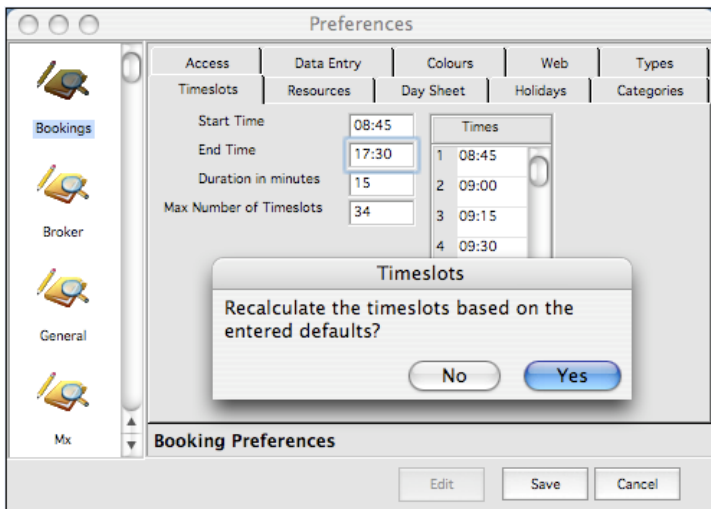 Preferences
Bookings
Broker
General
Mx
Access Data Entry Colours Web Types
Timeslots Resources Day Sheet Holidays Categories
Start Time 08:45
End Time 17:30
Duration in minutes 15
Max Number of Timeslots 34
Times
1 08:45
2 09:00
3 09:15
4 09:30
Timeslots
Recalculate the timeslots based on the
entered defaults?
No Yes
Booking Preferences
Edit Save Cancel